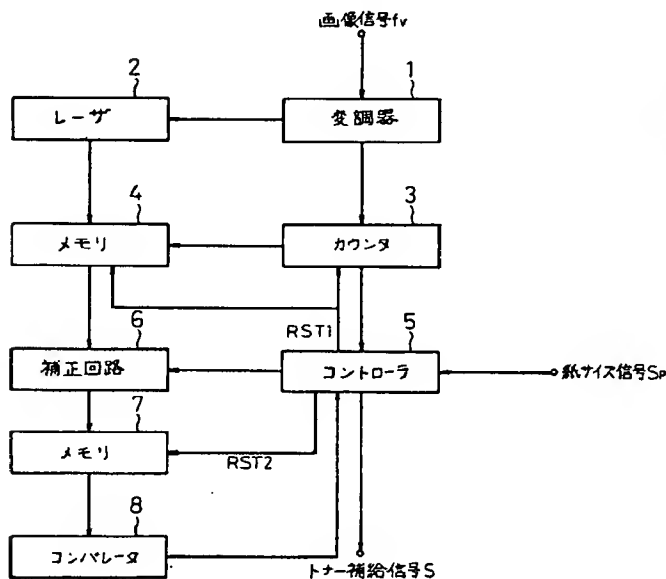 画像信号fv
2
1
レーザ
変調器
4
3
メモリ
カウンタ
RST1
6
5
補正回路
コントローラ
紙サイズ信号Sp
7
メモリ
RST2
8
コンパレータ
トナー補給信号S